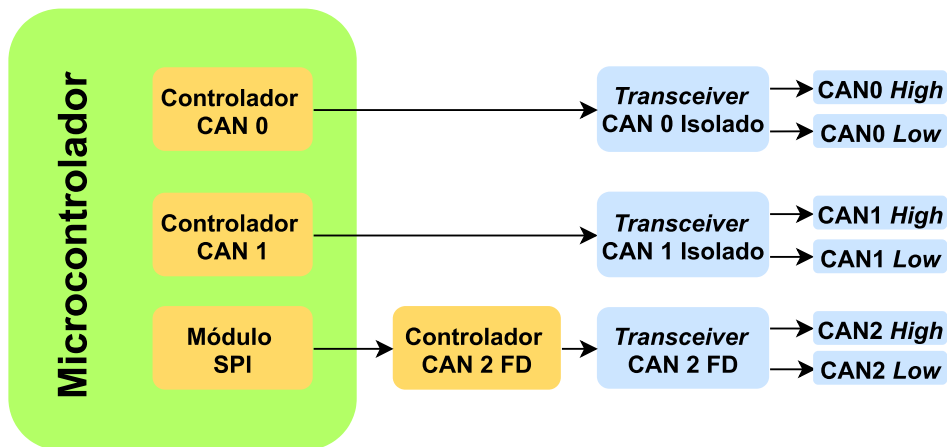 Microcontrolador
Controlador
CAN 0
Transceiver
CAN 0 Isolado
CAN0 High
CAN0 Low
Controlador
CAN 1
Transceiver
CAN 1 Isolado
CAN1 High
CAN1 Low
Módulo
SPI
Controlador
CAN 2 FD
Transceiver
CAN 2 FD
CAN2 High
CAN2 Low